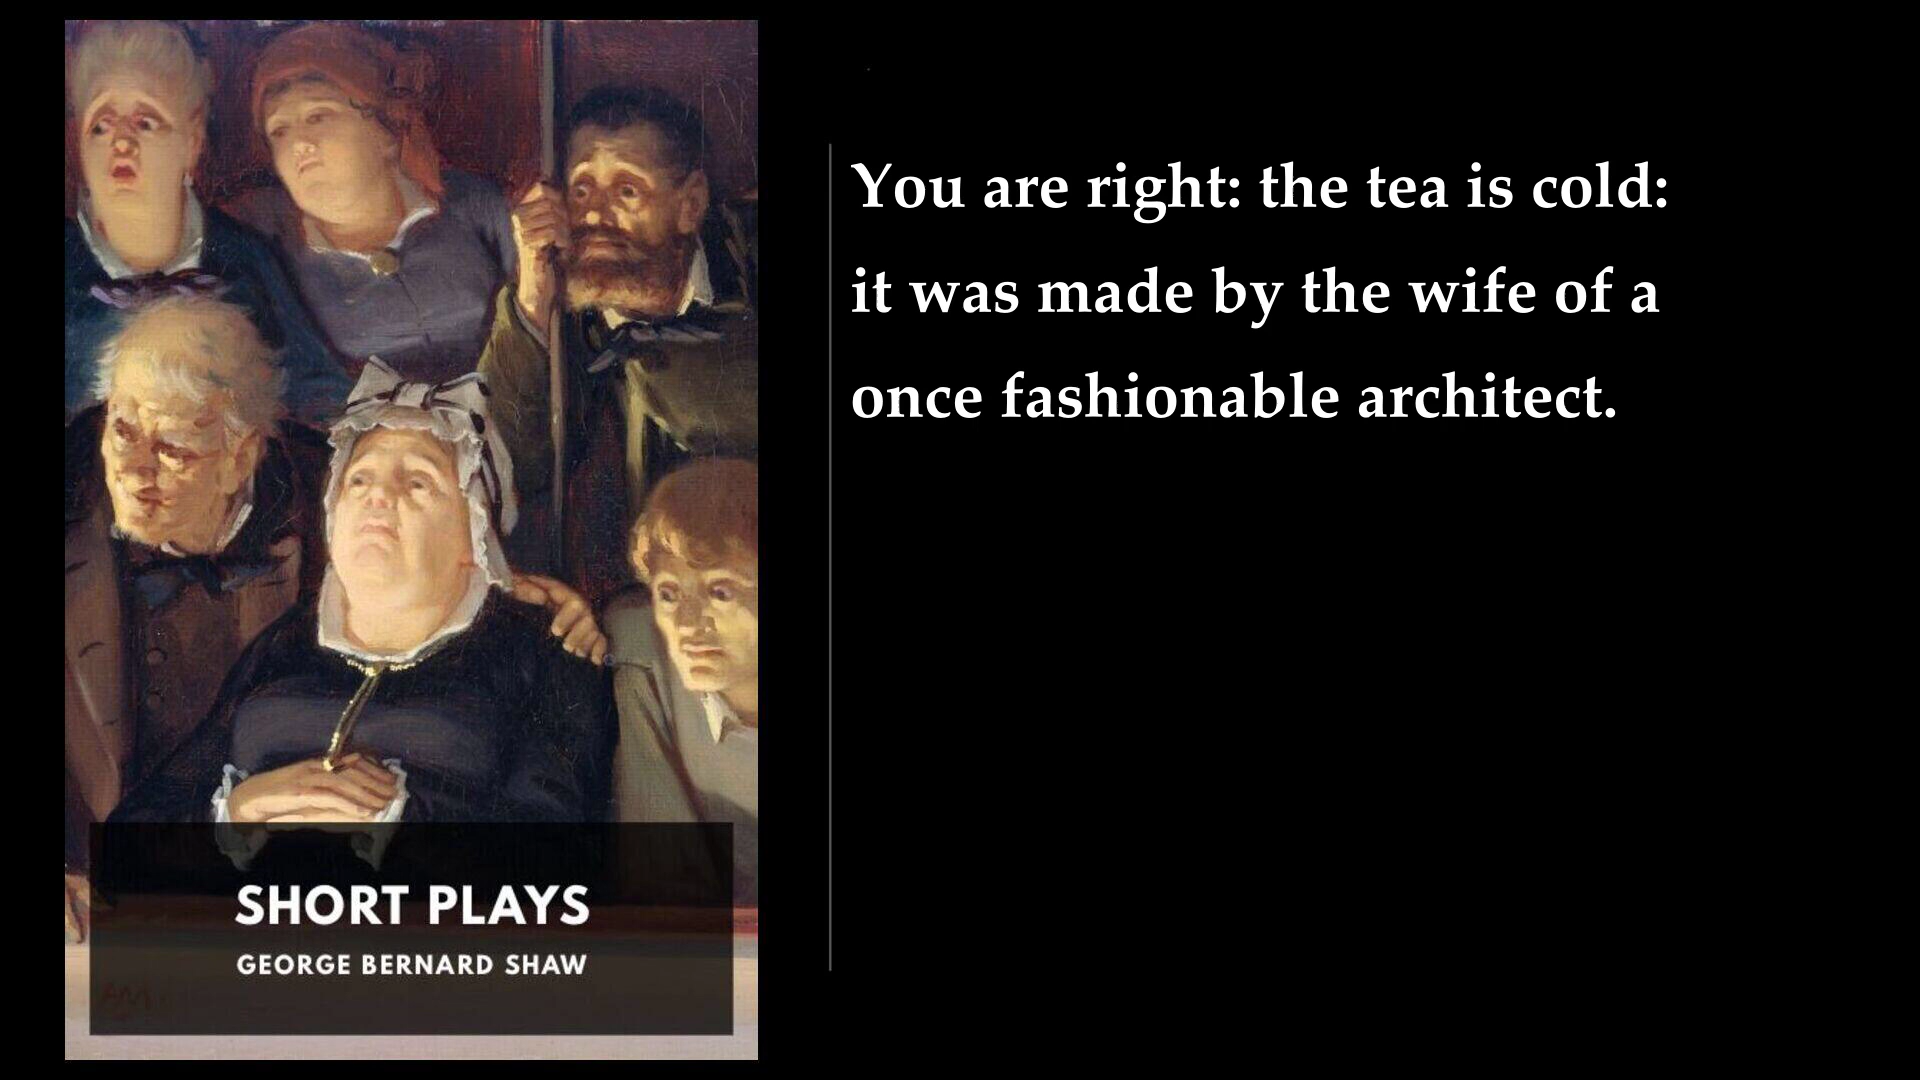 You are right: the tea is cold:
it was made by the wife of a
once fashionable architect.
SHORT PLAYS
GEORGE BERNARD SHAW